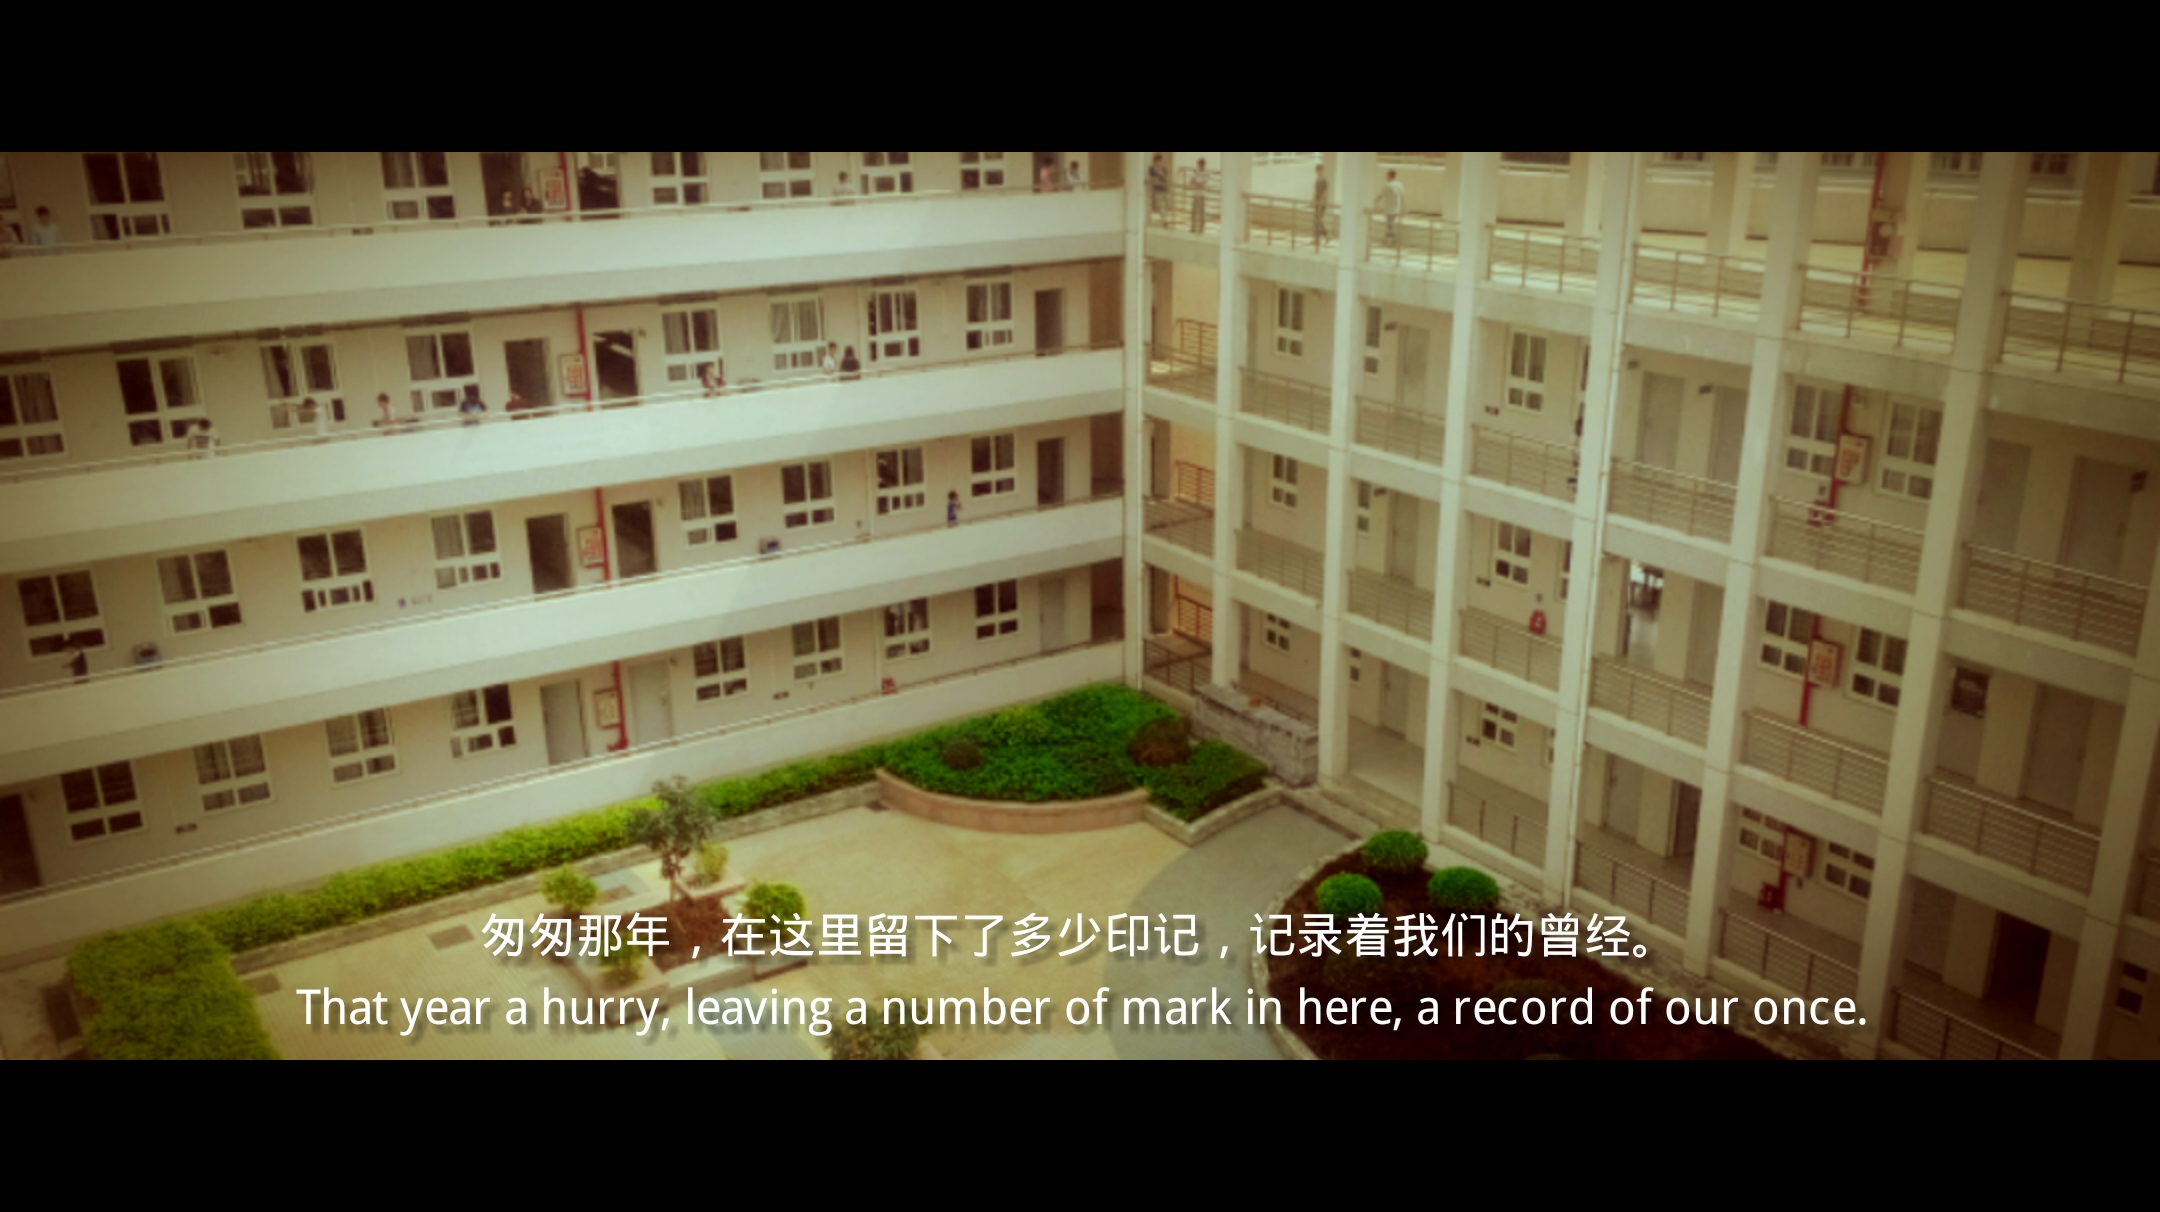 匆匆那年，在这里留下了多少印记，记录着我们的曾经。
That year a hurry, leaving a number of mark in here, a record of our once.